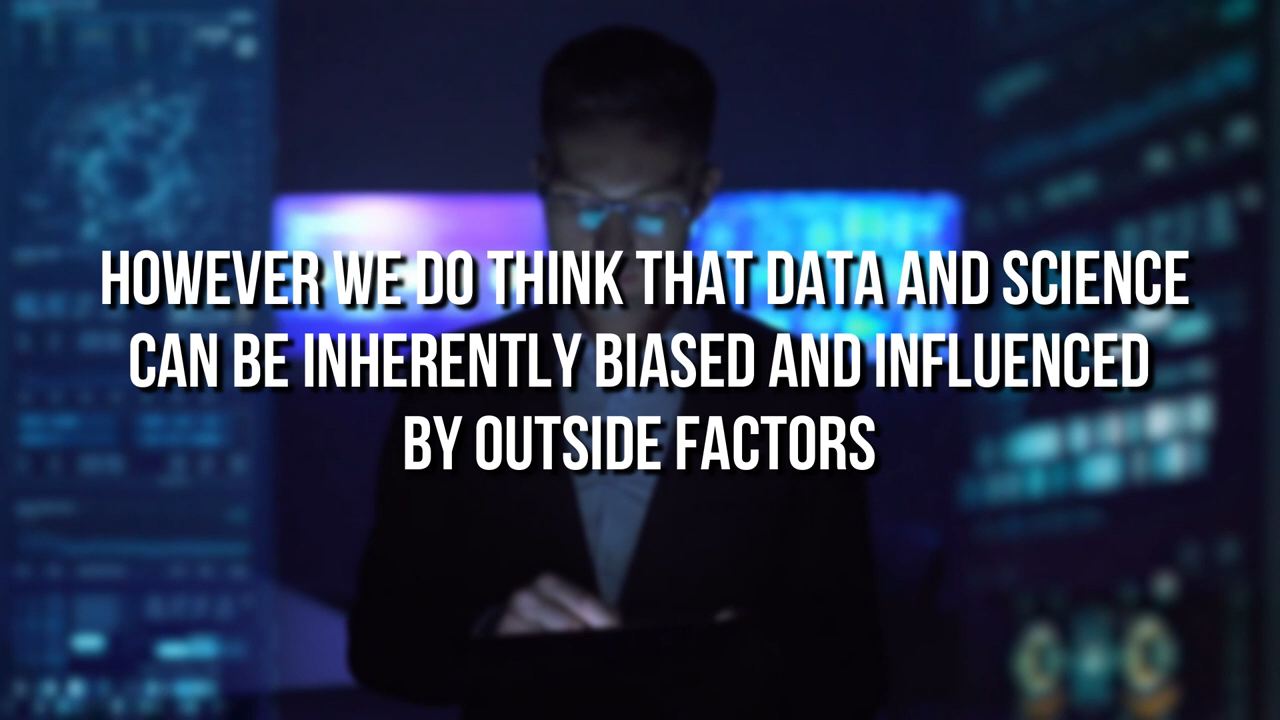 HOWEVER WE DO THINK THAT DATA AND SCIENCE
CAN BE INHERENTLY BIASED AND INFLUENCED
BY OUTSIDE FACTORS